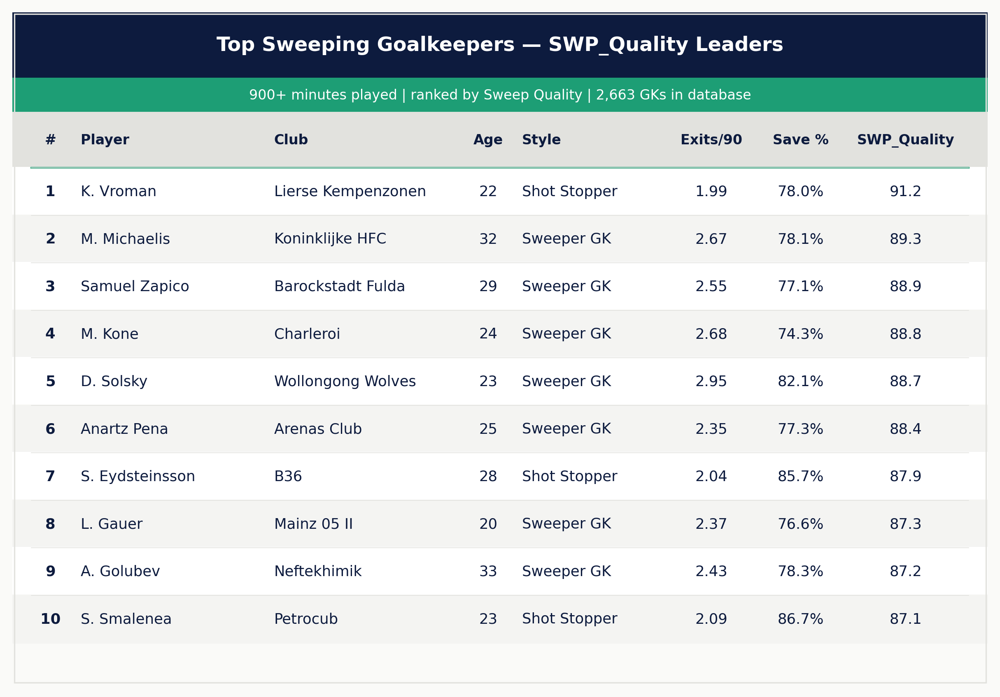 Top Sweeping Goalkeepers — SWP_Quality Leaders
900+ minutes played | ranked by Sweep Quality | 2,663 GKs in database
# Player Club Age Style Exits/90 Save % SWP_Quality
1 K. Vroman Lierse Kempenzonen 22 Shot Stopper 1.99 78.0% 91.2
2 M. Michaelis Koninklijke HFC 32 Sweeper GK 2.67 78.1% 89.3
3 Samuel Zapico Barockstadt Fulda 29 Sweeper GK 2.55 77.1% 88.9
4 M. Kone Charleroi 24 Sweeper GK 2.68 74.3% 88.8
5 D. Solsky Wollongong Wolves 23 Sweeper GK 2.95 82.1% 88.7
6 Anartz Pena Arenas Club 25 Sweeper GK 2.35 77.3% 88.4
7 S. Eydsteinsson B36 28 Shot Stopper 2.04 85.7% 87.9
8 L. Gauer Mainz 05 II 20 Sweeper GK 2.37 76.6% 87.3
9 A. Golubev Neftekhimik 33 Sweeper GK 2.43 78.3% 87.2
10 S. Smalenea Petrocub 23 Shot Stopper 2.09 86.7% 87.1